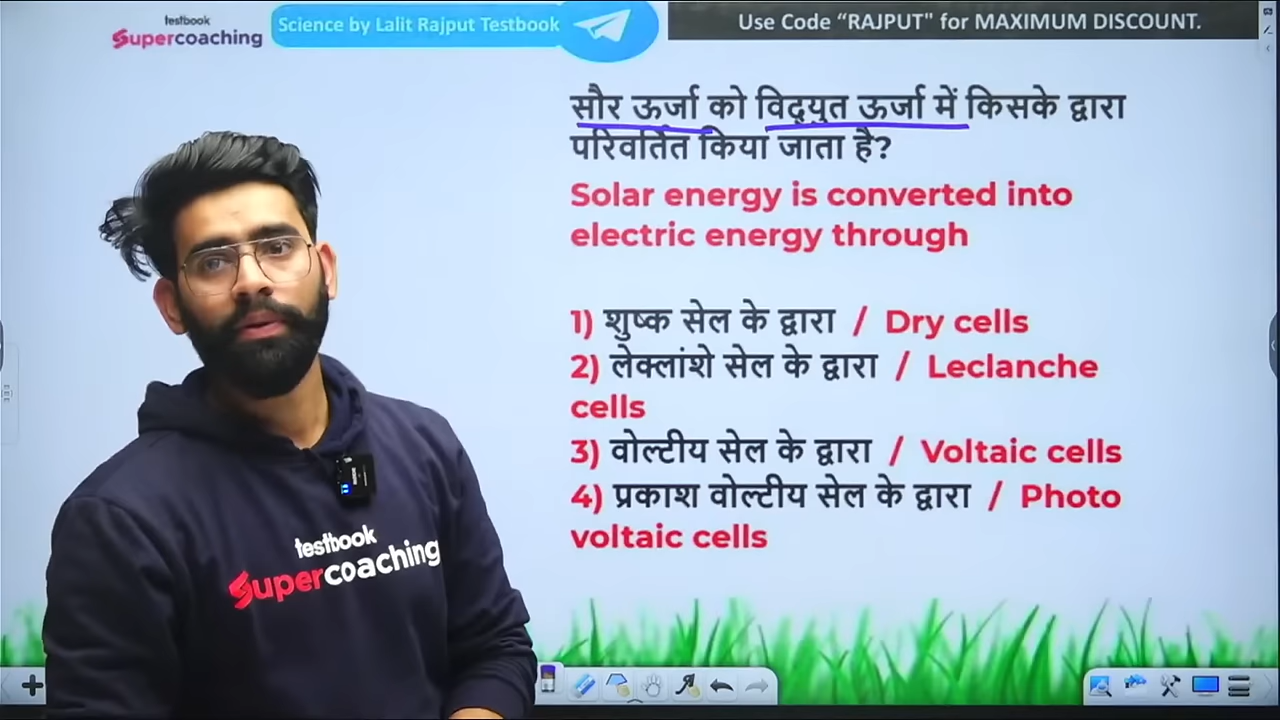 testbook
Supercoaching
Science by Lalit Rajput Testbook
Use Code “RAJPUT" for MAXIMUM DISCOUNT.
सौर ऊर्जा को विद्युत ऊर्जा में किसके द्वारा
परिवर्तित किया जाता है?
Solar energy is converted into
electric energy through
1) शुष्क सेल के द्वारा / Dry cells
2) लेक्लांशे सेल के द्वारा / Leclanche
cells
3) वोल्टीय सेल के द्वारा / Voltaic cells
4) प्रकाश वोल्टीय सेल के द्वारा / Photo
voltaic cells
testbook
Supercoaching